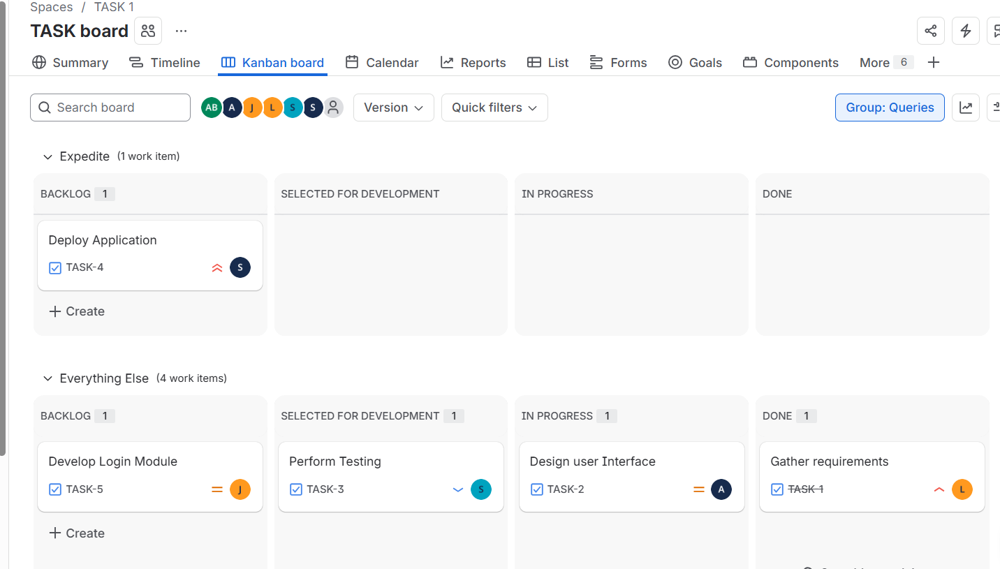 Spaces / TASK 1
TASK board
Summary Timeline Kanban board Calendar Reports List Forms Goals Components More 6
Search board AB A J L S S Version Quick filters Group: Queries
Expedite (1 work item)
BACKLOG 1 SELECTED FOR DEVELOPMENT IN PROGRESS DONE
Deploy Application
TASK-4 S
Create
Everything Else (4 work items)
BACKLOG 1 SELECTED FOR DEVELOPMENT 1 IN PROGRESS 1 DONE 1
Develop Login Module Perform Testing Design user Interface Gather requirements
TASK-5 J TASK-3 S TASK-2 A TASK-1 L
Create